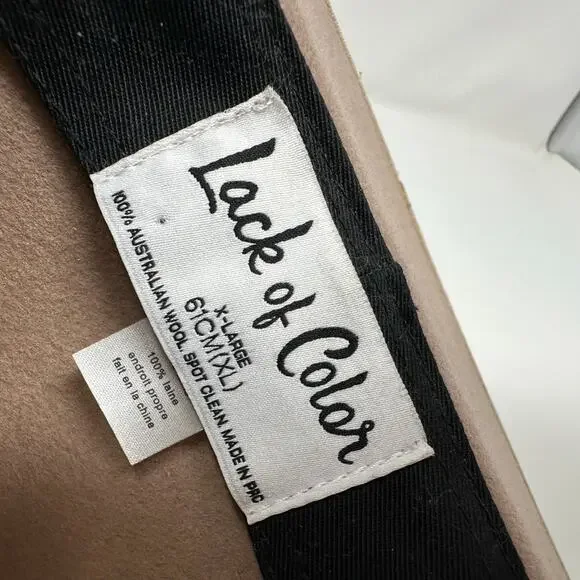 Lack of Color
X-LARGE
61CM(XL)
100% AUSTRALIAN WOOL. SPOT CLEAN. MADE IN PRC
100% laine
endroit propre
fait en la chine